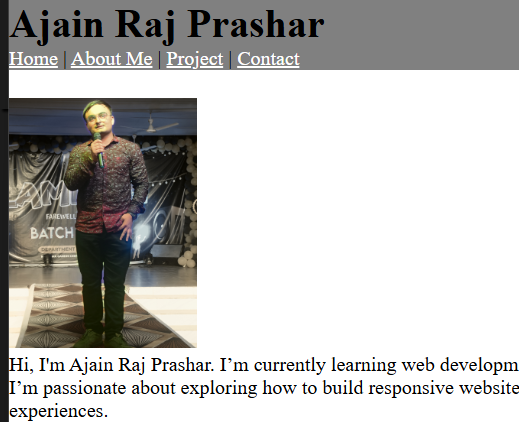 Ajain Raj Prashar
Home | About Me | Project | Contact
FAREWELL
BATCH
DEPARTMENT
Hi, I'm Ajain Raj Prashar. I’m currently learning web developm
I’m passionate about exploring how to build responsive website
experiences.